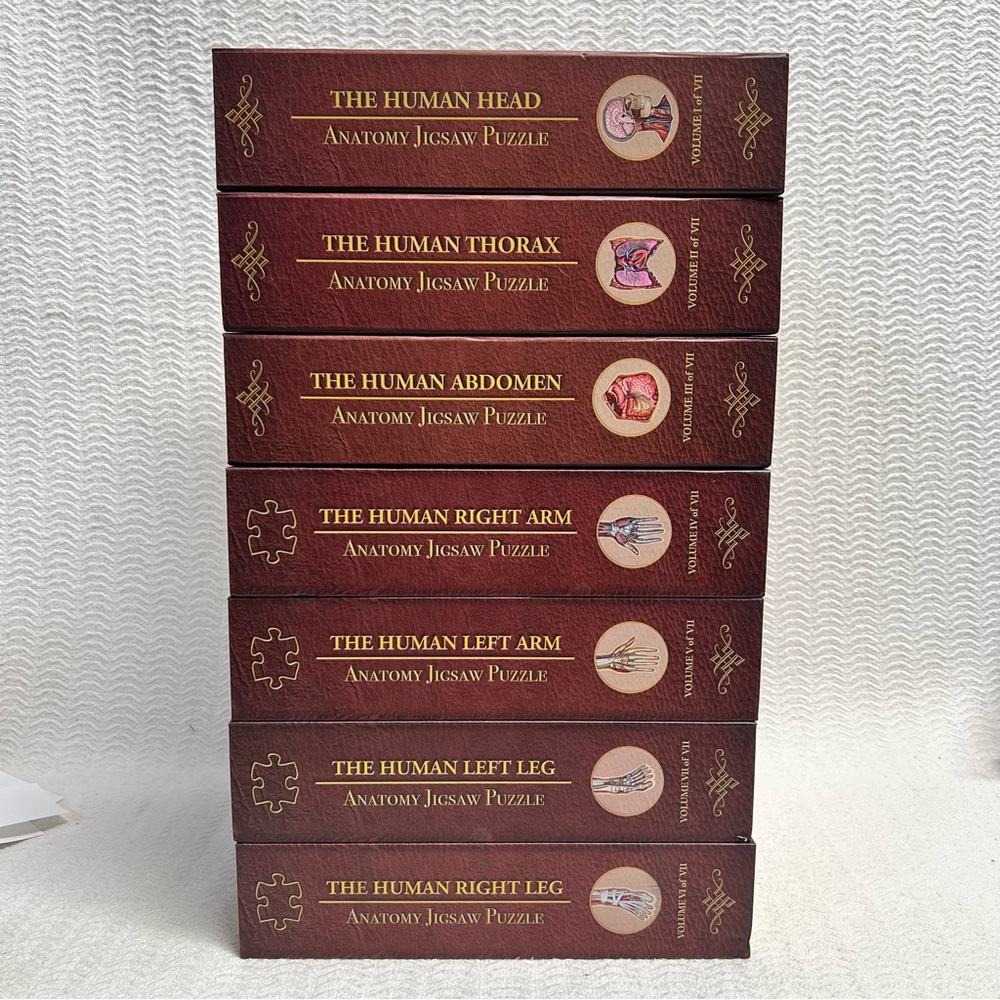 THE HUMAN HEAD
ANATOMY JIGSAW PUZZLE
VOLUME I of VII
THE HUMAN THORAX
ANATOMY JIGSAW PUZZLE
VOLUME II of VII
THE HUMAN ABDOMEN
ANATOMY JIGSAW PUZZLE
VOLUME III of VII
THE HUMAN RIGHT ARM
ANATOMY JIGSAW PUZZLE
VOLUME IV of VII
THE HUMAN LEFT ARM
ANATOMY JIGSAW PUZZLE
VOLUME V of VII
THE HUMAN LEFT LEG
ANATOMY JIGSAW PUZZLE
VOLUME VII of VII
THE HUMAN RIGHT LEG
ANATOMY JIGSAW PUZZLE
VOLUME VI of VII